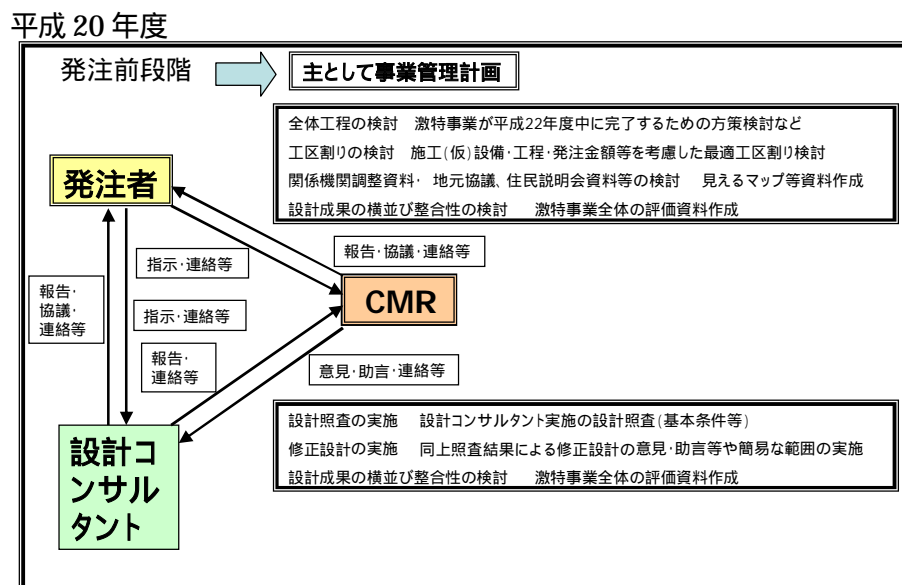 平成 20 年度
発注前段階
主として事業管理計画
全体工程の検討　激特事業が平成22年度中に完了するための方策検討など
工区割りの検討　施工(仮)設備・工程・発注金額等を考慮した最適工区割り検討
関係機関調整資料・ 地元協議、住民説明会資料等の検討　見えるマップ等資料作成
設計成果の横並び整合性の検討　激特事業全体の評価資料作成
発注者
報告・協議・連絡等
指示・連絡等
CMR
報告・
協議・
連絡等
指示・連絡等
報告・
連絡等
意見・助言・連絡等
設計コ
ンサル
タント
設計照査の実施　設計コンサルタント実施の設計照査(基本条件等)
修正設計の実施　同上照査結果による修正設計の意見・助言等や簡易な範囲の実施
設計成果の横並び整合性の検討　激特事業全体の評価資料作成